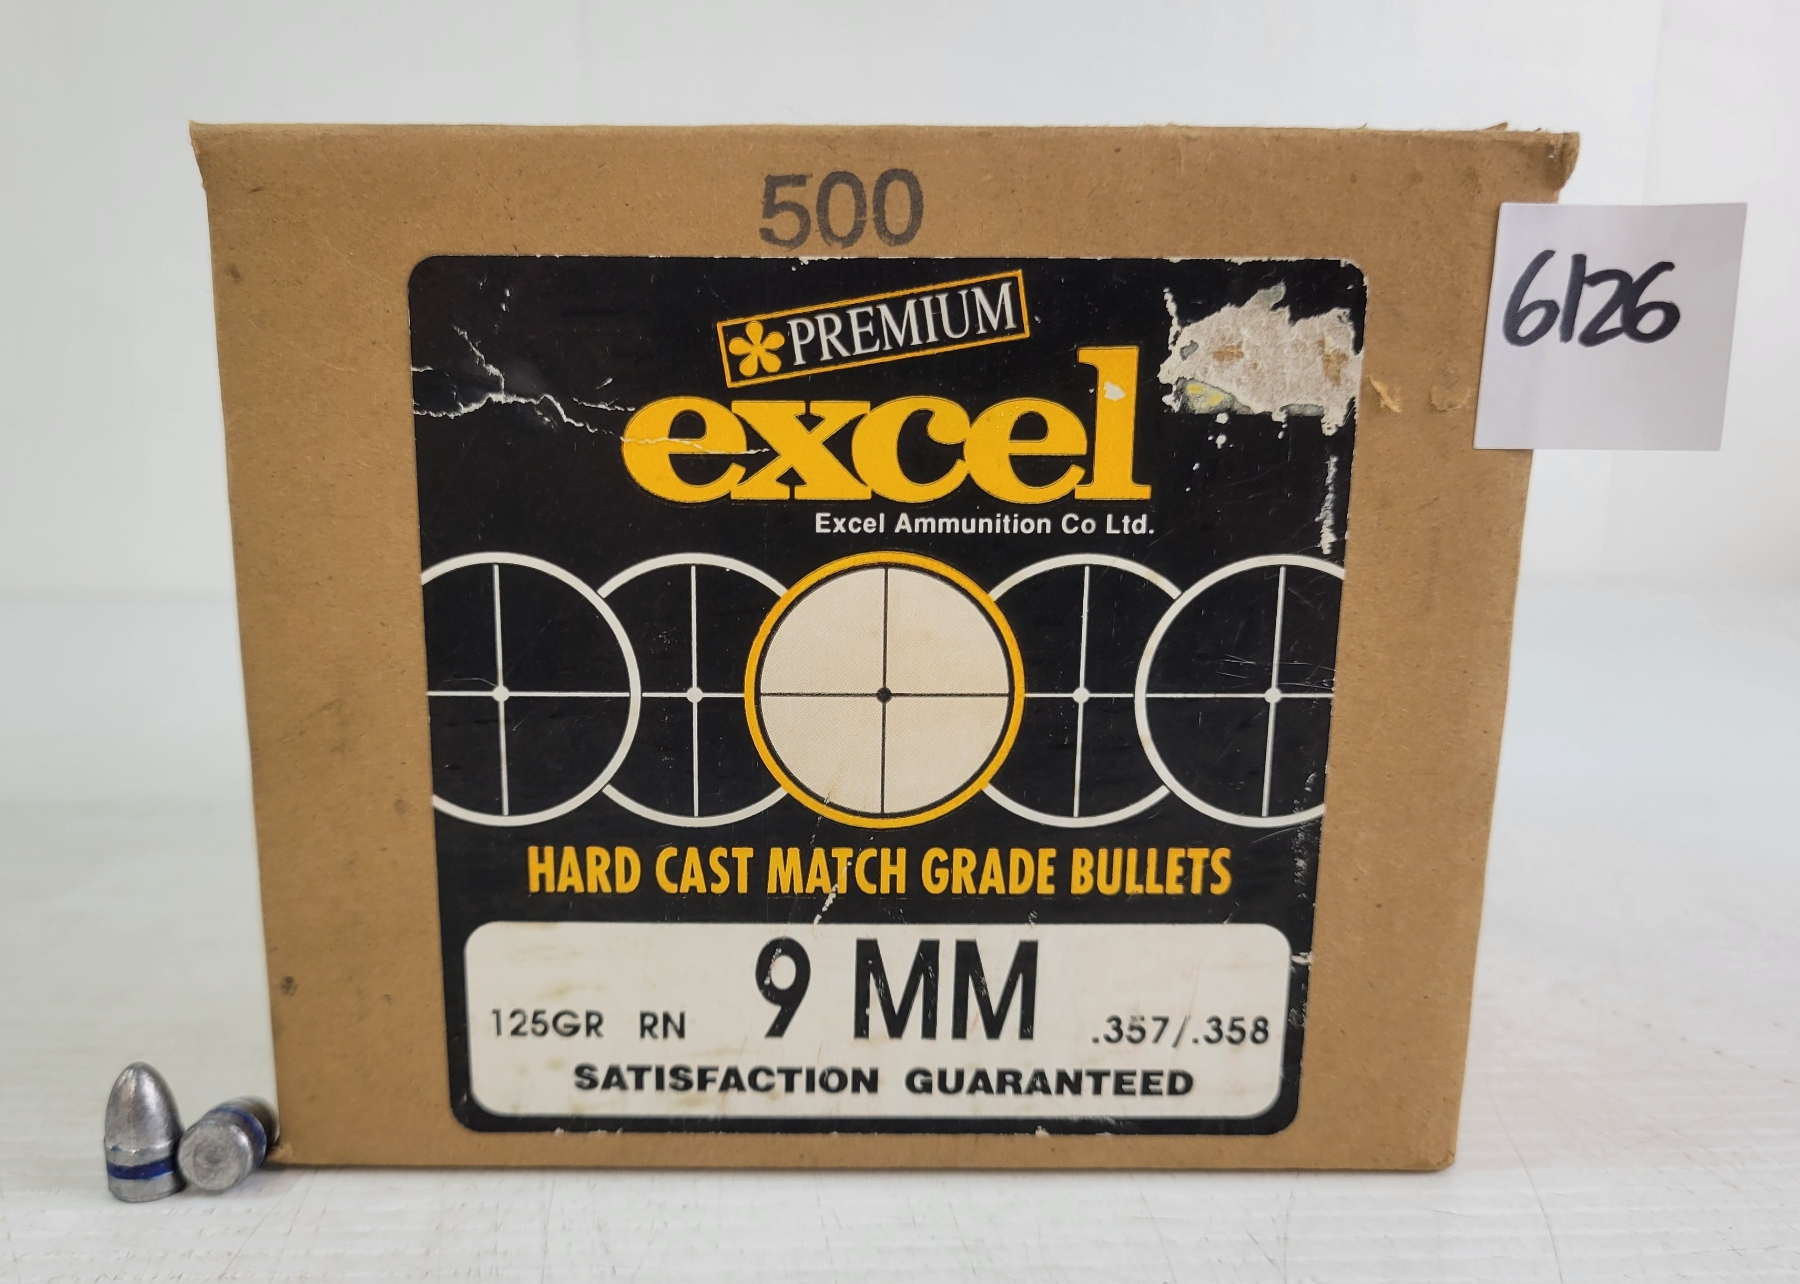 500
6126
PREMIUM
excel
Excel Ammunition Co Ltd.
HARD CAST MATCH GRADE BULLETS
125GR RN 9 MM .357/.358
SATISFACTION GUARANTEED